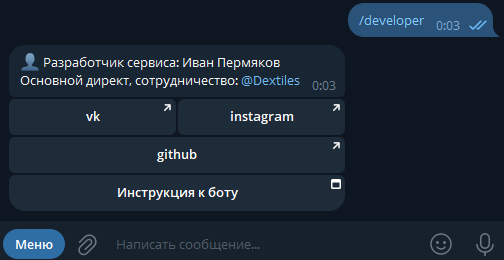 /developer
0:03
Разработчик сервиса: Иван Пермяков
Основной директ, сотрудничество: @Dextiles
0:03
vk
instagram
github
Инструкция к боту
Меню
Написать сообщение...